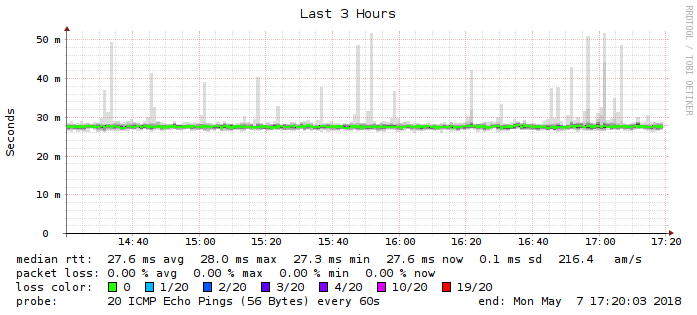 Last 3 Hours
RRDTOOL / TOBI OETIKER
Seconds
50 m
40 m
30 m
20 m
10 m
0
14:40 15:00 15:20 15:40 16:00 16:20 16:40 17:00 17:20
median rtt: 27.6 ms avg 28.0 ms max 27.3 ms min 27.6 ms now 0.1 ms sd 216.4 am/s
packet loss: 0.00 % avg 0.00 % max 0.00 % min 0.00 % now
loss color: 0 1/20 2/20 3/20 4/20 10/20 19/20
probe: 20 ICMP Echo Pings (56 Bytes) every 60s end: Mon May 7 17:20:03 2018